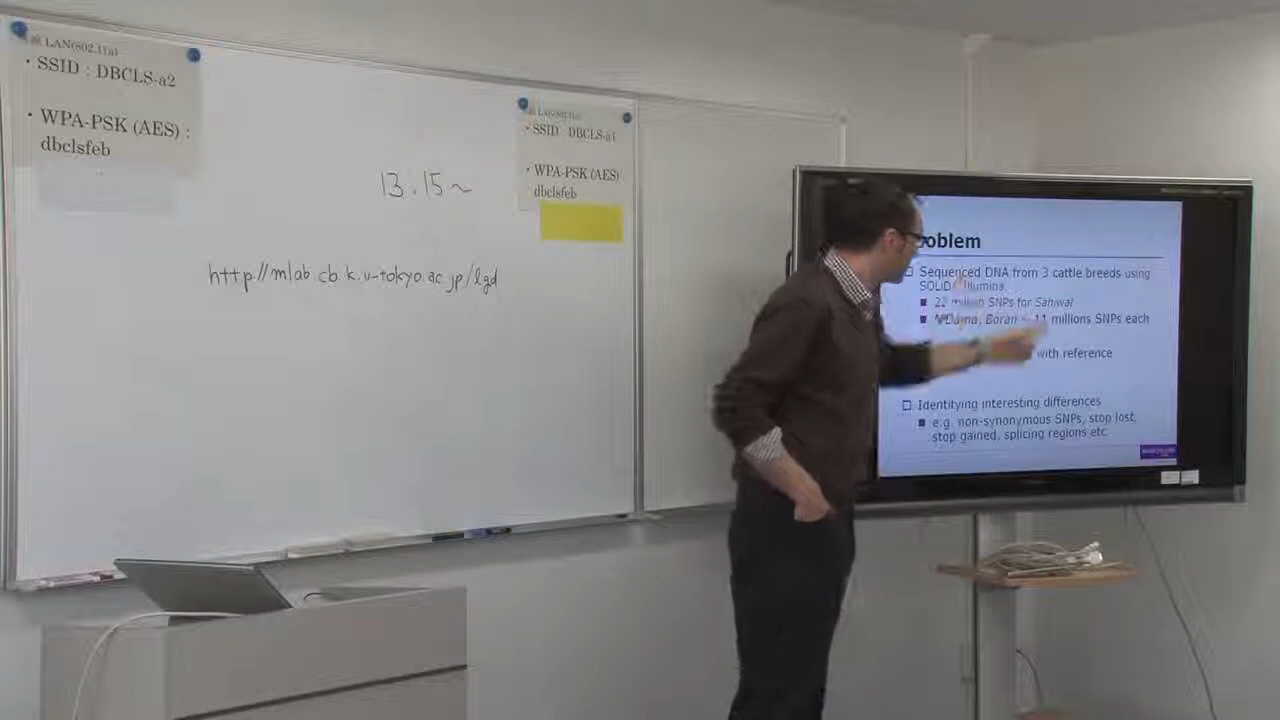 LAN(802.11a)
・SSID : DBCLS-a2
・WPA-PSK (AES) :
dbclsfeb
・SSID : DBCLS-a1
・WPA-PSK (AES)
dbclsfeb
13.15~
http://mlab.cb.k.u-tokyo.ac.jp/lgd
oblem
Sequenced DNA from 3 cattle breeds using
SOLiD Illumina
22 million SNPs for Sahiwal
N'Dama, Boran ~ 11 millions SNPs each
with reference
Identifying interesting differences
e.g. non-synonymous SNPs, stop lost,
stop gained, splicing regions etc